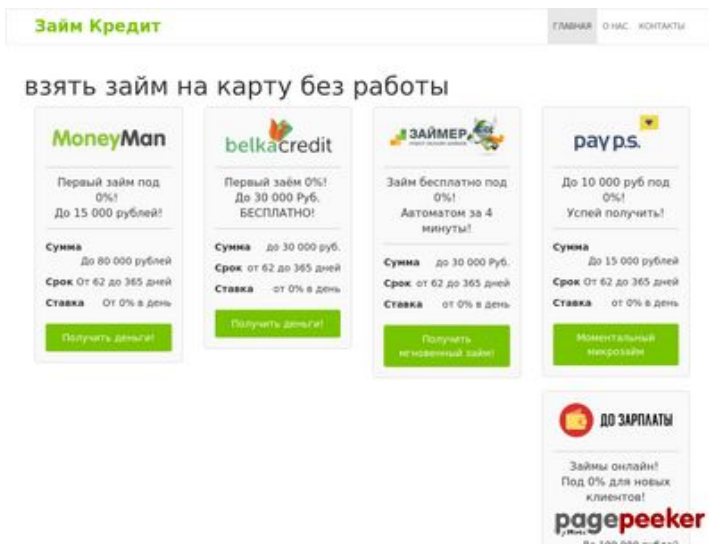 Займ Кредит
ГЛАВНАЯ О НАС КОНТАКТЫ
взять займ на карту без работы
MoneyMan
Первый займ под
0%!
До 15 000 рублей!
Сумма
До 80 000 рублей
Срок От 62 до 365 дней
Ставка От 0% в день
Получить деньги!
belkacredit
Первый заём 0%!
До 30 000 Руб.
БЕСПЛАТНО!
Сумма до 30 000 руб.
Срок от 62 до 365 дней
Ставка от 0% в день
Получить деньги!
ЗАЙМЕР
Займ бесплатно под
0%!
Автоматом за 4
минуты!
Сумма до 30 000 Руб.
Срок от 62 до 365 дней
Ставка от 0% в день
Получить
мгновенный займ!
pay p.s.
До 10 000 руб под
0%!
Успей получить!
Сумма
До 15 000 рублей
Срок От 62 до 365 дней
Ставка от 0% в день
Моментальный
микрозайм
ДО ЗАРПЛАТЫ
Займы онлайн!
Под 0% для новых
клиентов!
pagepeeker
До 100 000 рублей